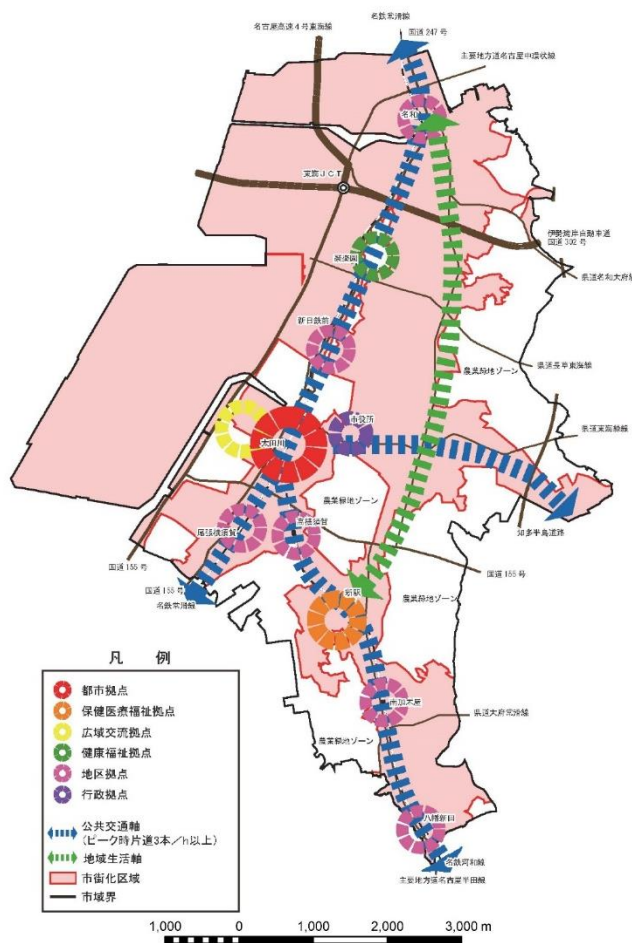 名鉄常滑線
国道247号
名古屋高速4号東海線
主要地方道名古屋中環状線
名和
東海JCT
伊勢湾岸自動車道
国道302号
県道名和大府線
聚楽園
新日鉄前
県道長草東海線
農業緑地ゾーン
市役所
太田川
県道東海緑線
農業緑地ゾーン
知多半島道路
尾張横須賀
高横須賀
国道155号
国道155号
国道155号
名鉄常滑線
新駅
農業緑地ゾーン
凡 例
都市拠点
保健医療福祉拠点
広域交流拠点
健康福祉拠点
地区拠点
行政拠点
公共交通軸
(ピーク時片道3本/h以上)
地域生活軸
市街化区域
市域界
南加木屋
県道大府常滑線
農業緑地ゾーン
八幡新田
名鉄河和線
主要地方道名古屋半田線
1,000 0 1,000 2,000 3,000 m